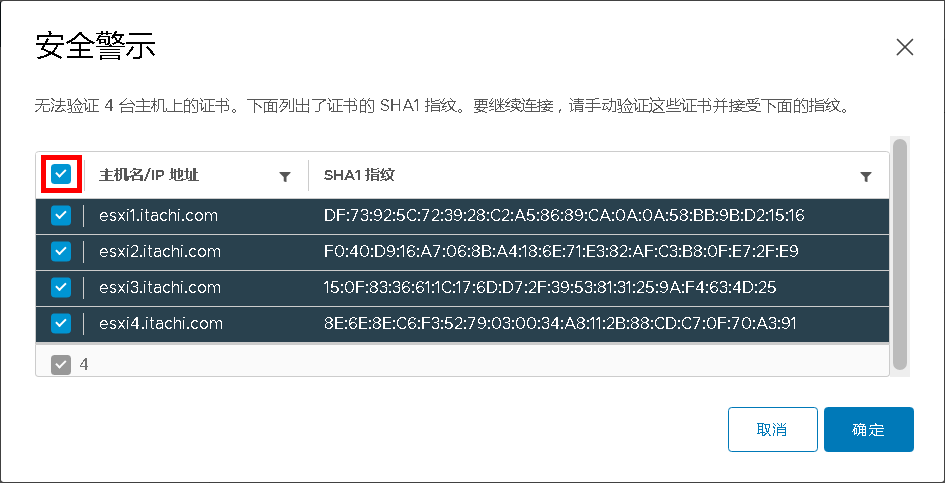 安全警示
无法验证 4 台主机上的证书。下面列出了证书的 SHA1 指纹。要继续连接，请手动验证这些证书并接受下面的指纹。
主机名/IP 地址 SHA1 指纹
esxi1.itachi.com DF:73:92:5C:72:39:28:C2:A5:86:89:CA:0A:0A:58:BB:9B:D2:15:16
esxi2.itachi.com F0:40:D9:16:A7:06:8B:A4:18:6E:71:E3:82:AF:C3:B8:0F:E7:2F:E9
esxi3.itachi.com 15:0F:83:36:61:1C:17:6D:D7:2F:39:53:81:31:25:9A:F4:63:4D:25
esxi4.itachi.com 8E:6E:8E:C6:F3:52:79:03:00:34:A8:11:2B:88:CD:C7:0F:70:A3:91
4
取消 确定